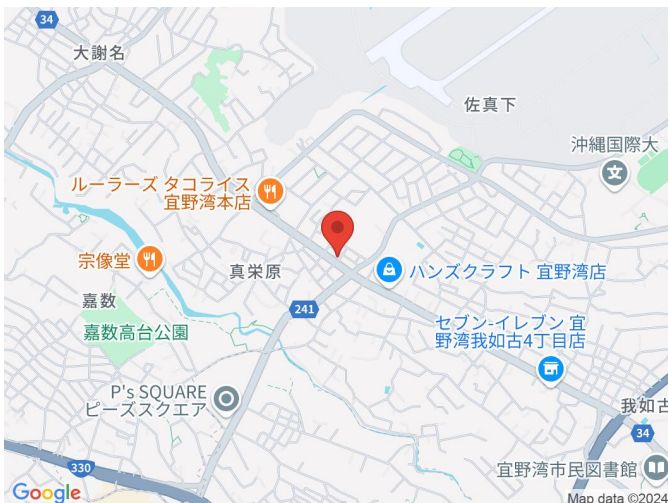 34
大謝名
佐真下
沖縄国際大
ルーラーズ タコライス
宜野湾本店
宗像堂
真栄原
ハンズクラフト 宜野湾店
嘉数
241
嘉数高台公園
セブン-イレブン 宜
野湾我如古4丁目店
P's SQUARE
ピーズスクエア
我如古
34
330
宜野湾市民図書館
Google
Map data ©2024